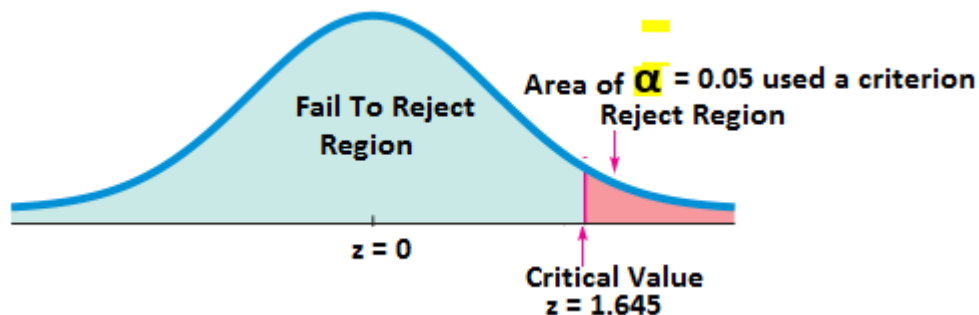 Area of α = 0.05 used a criterion
Reject Region
Fail To Reject
Region
z = 0
Critical Value
z = 1.645